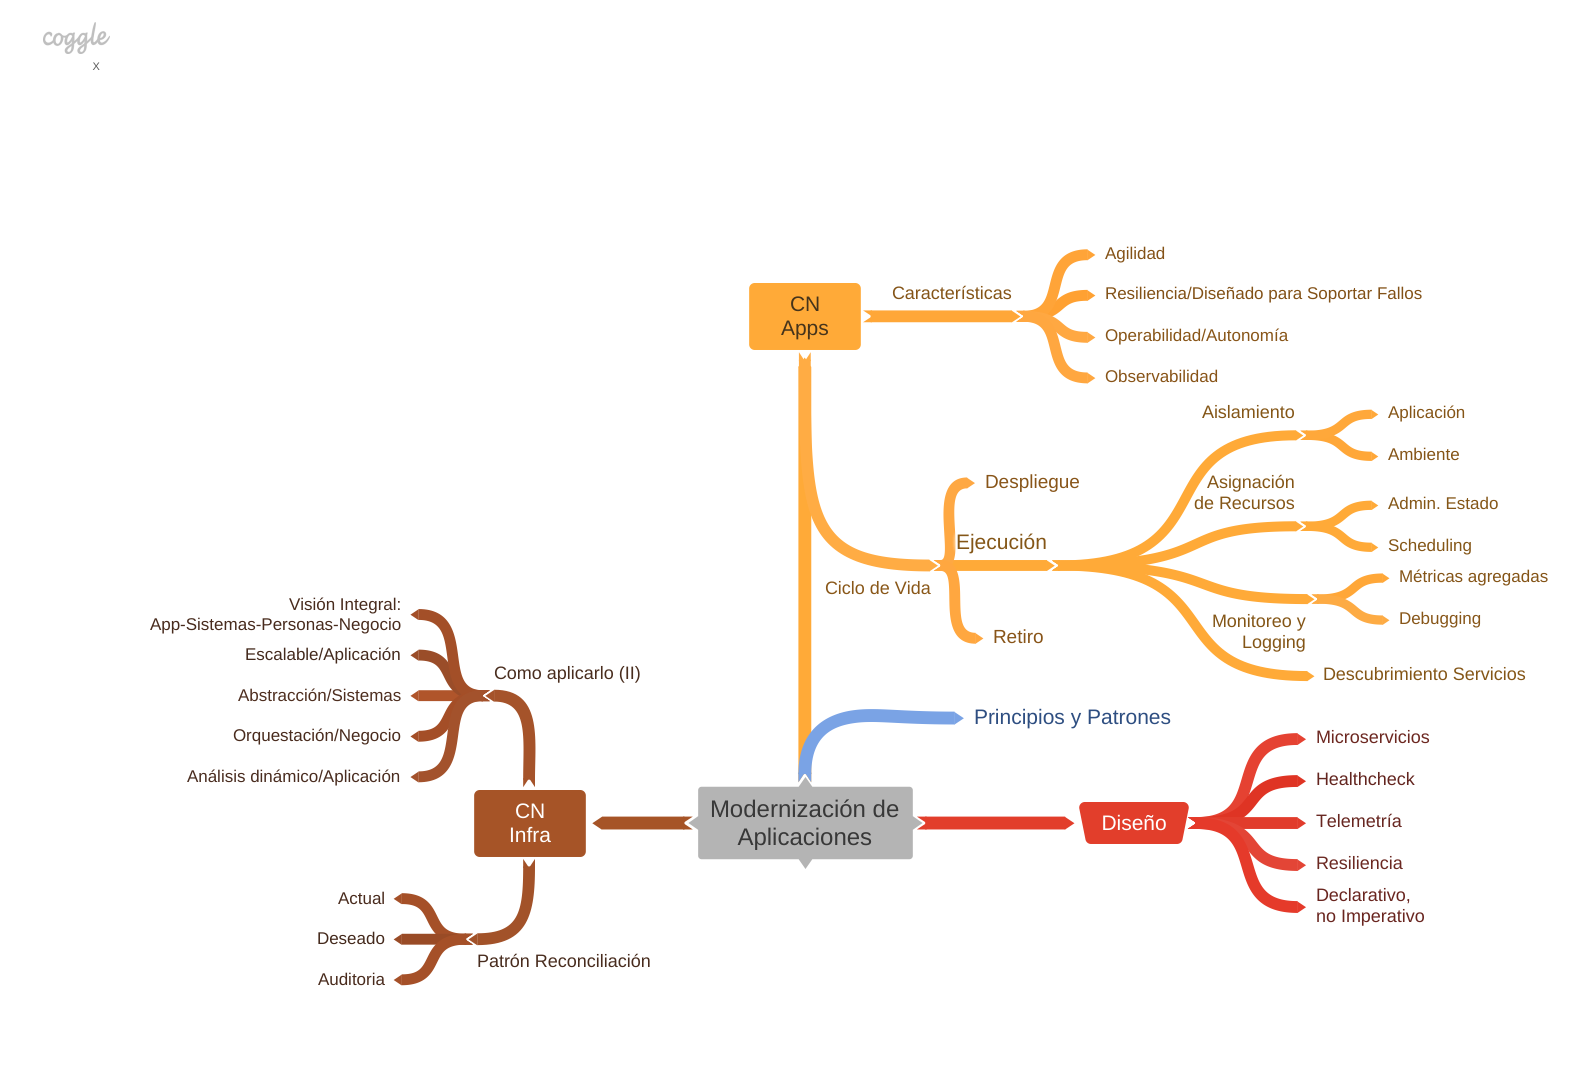 coggle
x
CN
Apps
Características
Agilidad
Resiliencia/Diseñado para Soportar Fallos
Operabilidad/Autonomía
Observabilidad
Ciclo de Vida
Despliegue
Ejecución
Retiro
Aislamiento
Aplicación
Ambiente
Asignación
de Recursos
Admin. Estado
Scheduling
Monitoreo y
Logging
Métricas agregadas
Debugging
Descubrimiento Servicios
Principios y Patrones
Modernización de
Aplicaciones
Diseño
Microservicios
Healthcheck
Telemetría
Resiliencia
Declarativo,
no Imperativo
CN
Infra
Como aplicarlo (II)
Visión Integral:
App-Sistemas-Personas-Negocio
Escalable/Aplicación
Abstracción/Sistemas
Orquestación/Negocio
Análisis dinámico/Aplicación
Patrón Reconciliación
Actual
Deseado
Auditoria